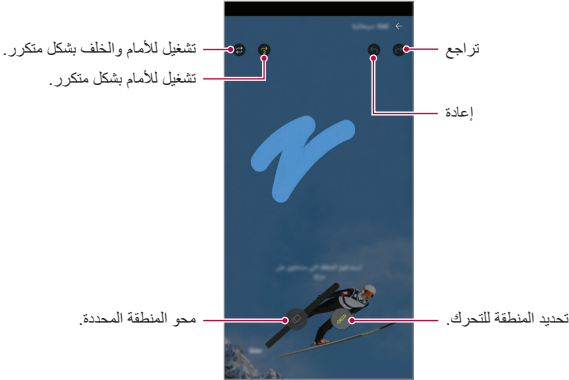 تراجع
تشغيل للأمام والخلف بشكل متكرر.
تشغيل للأمام بشكل متكرر.
إعادة
تحديد المنطقة للتحرك.
محو المنطقة المحددة.